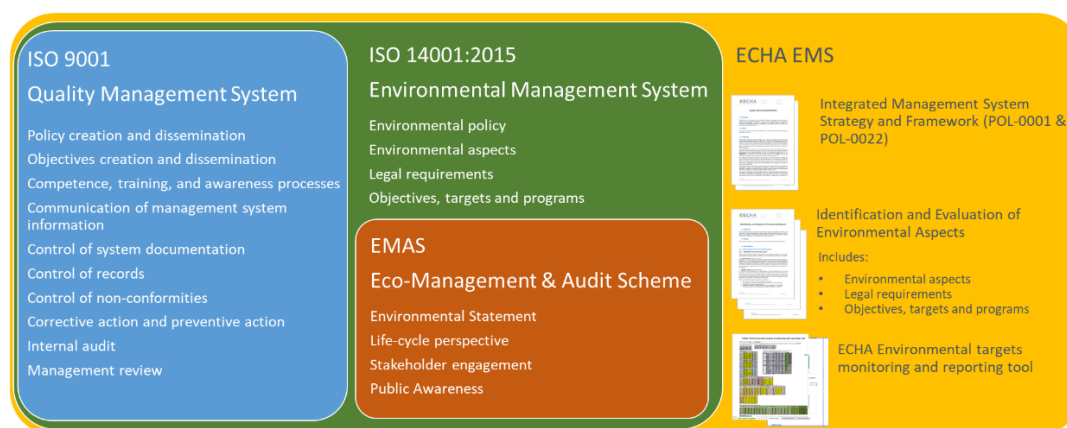 ISO 9001
Quality Management System
Policy creation and dissemination
Objectives creation and dissemination
Competence, training, and awareness processes
Communication of management system
information
Control of system documentation
Control of records
Control of non-conformities
Corrective action and preventive action
Internal audit
Management review
ISO 14001:2015
Environmental Management System
Environmental policy
Environmental aspects
Legal requirements
Objectives, targets and programs
EMAS
Eco-Management & Audit Scheme
Environmental Statement
Life-cycle perspective
Stakeholder engagement
Public Awareness
ECHA EMS
Integrated Management System
Strategy and Framework (POL-0001 &
POL-0022)
Identification and Evaluation of
Environmental Aspects
Includes:
• Environmental aspects
• Legal requirements
• Objectives, targets and programs
ECHA Environmental targets
monitoring and reporting tool